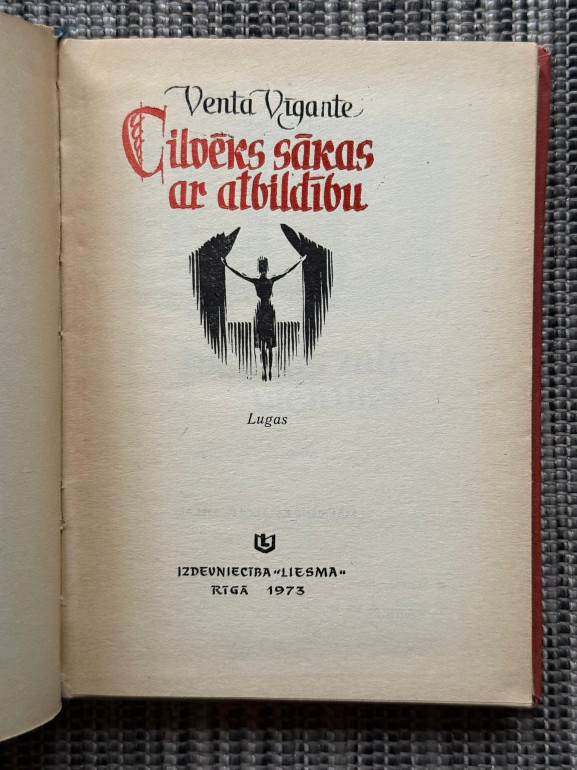 Venta Vīgante
Cilvēks sākas
ar atbildību
Lugas
L
IZDEVNIECĪBA "LIESMA"
RĪGĀ 1973